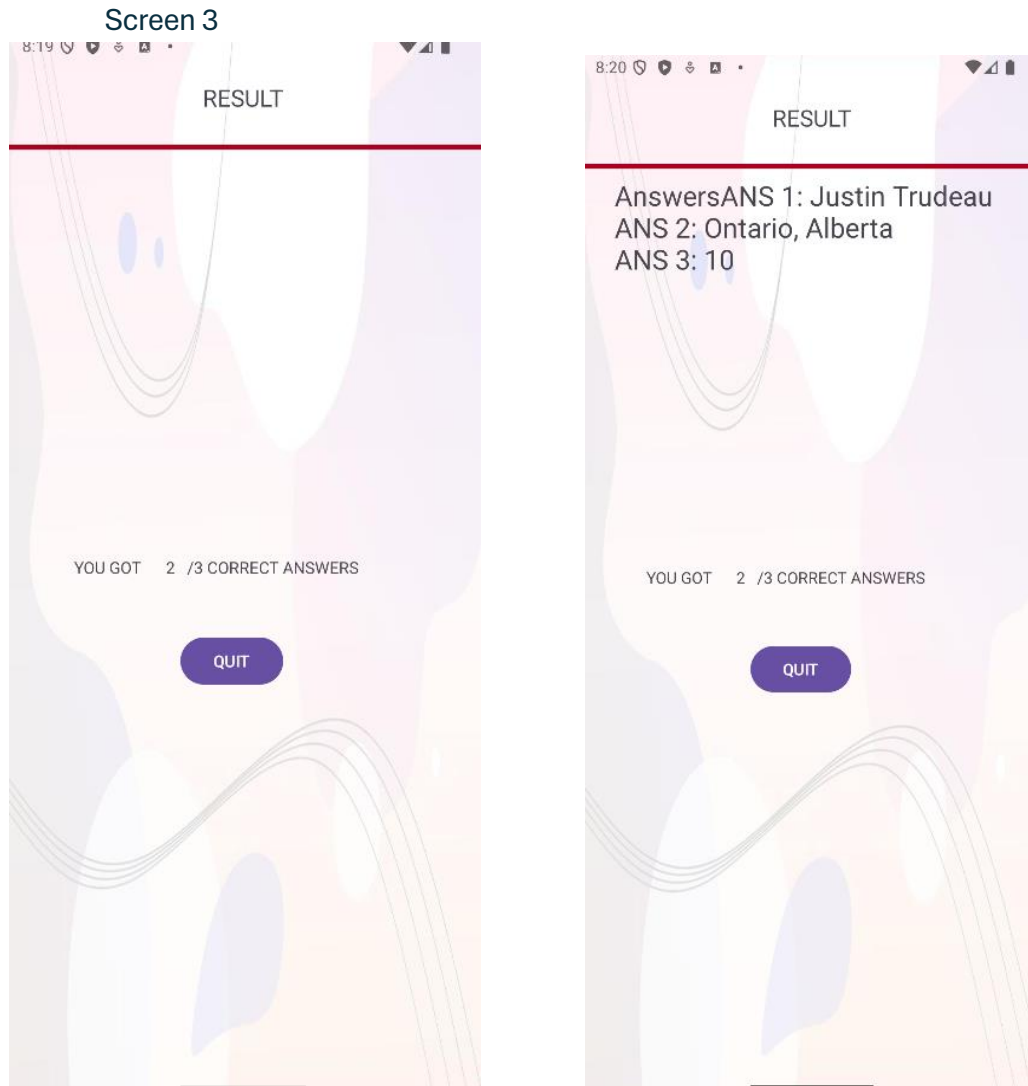 Screen 3
8:19
RESULT
YOU GOT 2 /3 CORRECT ANSWERS
QUIT
8:20
RESULT
AnswersANS 1: Justin Trudeau
ANS 2: Ontario, Alberta
ANS 3: 10
YOU GOT 2 /3 CORRECT ANSWERS
QUIT